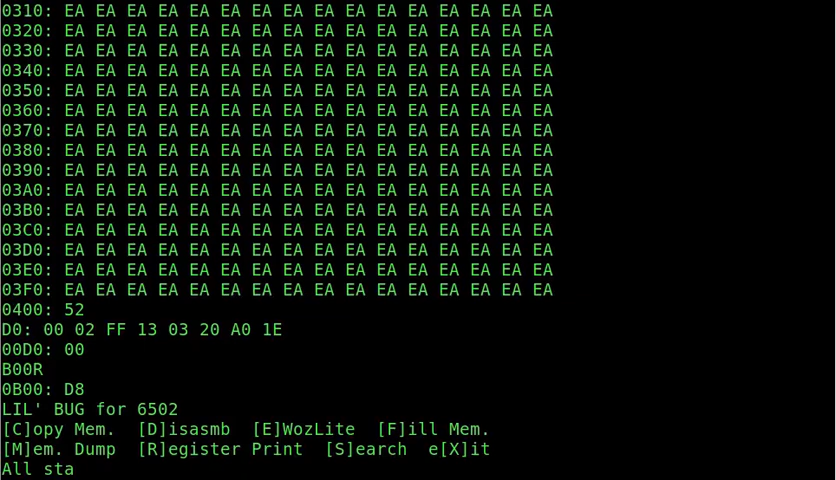 0310: EA EA EA EA EA EA EA EA EA EA EA EA EA EA EA EA
0320: EA EA EA EA EA EA EA EA EA EA EA EA EA EA EA EA
0330: EA EA EA EA EA EA EA EA EA EA EA EA EA EA EA EA
0340: EA EA EA EA EA EA EA EA EA EA EA EA EA EA EA EA
0350: EA EA EA EA EA EA EA EA EA EA EA EA EA EA EA EA
0360: EA EA EA EA EA EA EA EA EA EA EA EA EA EA EA EA
0370: EA EA EA EA EA EA EA EA EA EA EA EA EA EA EA EA
0380: EA EA EA EA EA EA EA EA EA EA EA EA EA EA EA EA
0390: EA EA EA EA EA EA EA EA EA EA EA EA EA EA EA EA
03A0: EA EA EA EA EA EA EA EA EA EA EA EA EA EA EA EA
03B0: EA EA EA EA EA EA EA EA EA EA EA EA EA EA EA EA
03C0: EA EA EA EA EA EA EA EA EA EA EA EA EA EA EA EA
03D0: EA EA EA EA EA EA EA EA EA EA EA EA EA EA EA EA
03E0: EA EA EA EA EA EA EA EA EA EA EA EA EA EA EA EA
03F0: EA EA EA EA EA EA EA EA EA EA EA EA EA EA EA EA
0400: 52
D0: 00 02 FF 13 03 20 A0 1E
00D0: 00
B00R
0B00: D8
LIL' BUG for 6502
[C]opy Mem.  [D]isasmb  [E]WozLite  [F]ill Mem.
[M]em. Dump  [R]egister Print  [S]earch  e[X]it
All sta